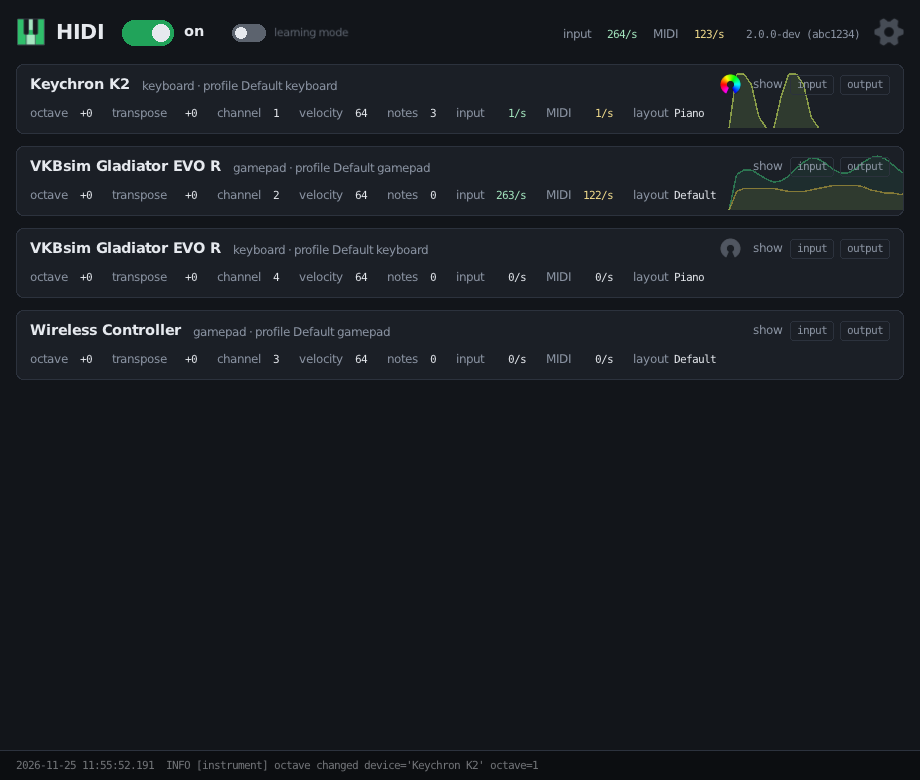 HIDI on learning mode input 264/s MIDI 123/s 2.0.0-dev (abc1234)
Keychron K2 keyboard · profile Default keyboard show input output
octave +0 transpose +0 channel 1 velocity 64 notes 3 input 1/s MIDI 1/s layout Piano
VKBsim Gladiator EVO R gamepad · profile Default gamepad show input output
octave +0 transpose +0 channel 2 velocity 64 notes 0 input 263/s MIDI 122/s layout Default
VKBsim Gladiator EVO R keyboard · profile Default keyboard show input output
octave +0 transpose +0 channel 4 velocity 64 notes 0 input 0/s MIDI 0/s layout Piano
Wireless Controller gamepad · profile Default gamepad show input output
octave +0 transpose +0 channel 3 velocity 64 notes 0 input 0/s MIDI 0/s layout Default
2026-11-25 11:55:52.191 INFO [instrument] octave changed device='Keychron K2' octave=1